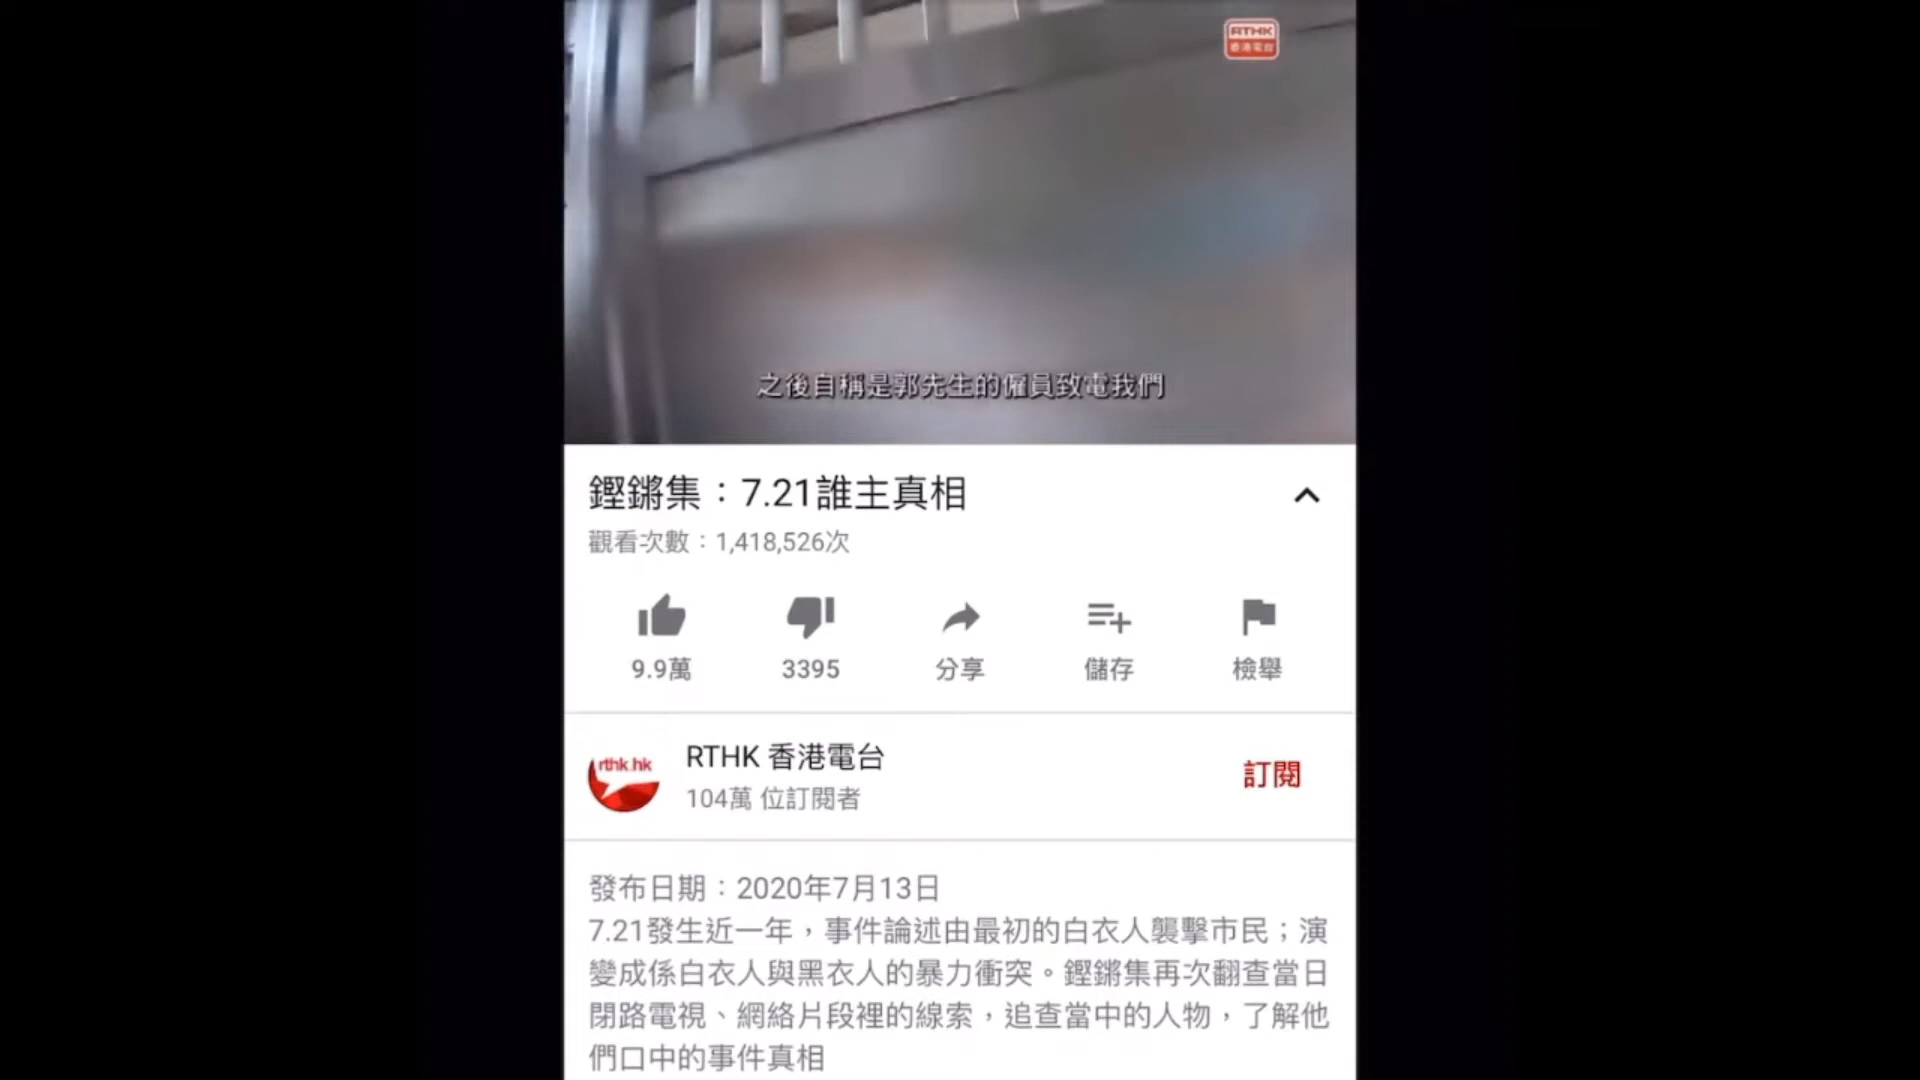 RTHK
香港電台
之後自稱是郭先生的僱員致電我們
鏗鏘集：7.21誰主真相
觀看次數：1,418,526次
9.9萬
3395
分享
儲存
檢舉
rthk.hk
RTHK 香港電台
104萬 位訂閱者
訂閱
發布日期：2020年7月13日
7.21發生近一年，事件論述由最初的白衣人襲擊市民；演
變成係白衣人與黑衣人的暴力衝突。鏗鏘集再次翻查當日
閉路電視、網絡片段裡的線索，追查當中的人物，了解他
們口中的事件真相